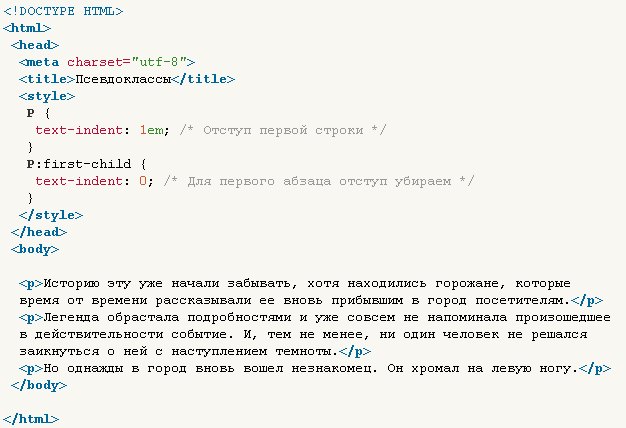 <!DOCTYPE HTML>
<html>
<head>
<meta charset="utf-8">
<title>Псевдоклассы</title>
<style>
P {
text-indent: 1em; /* Отступ первой строки */
}
P:first-child {
text-indent: 0; /* Для первого абзаца отступ убираем */
}
</style>
</head>
<body>
<p>Историю эту уже начали забывать, хотя находились горожане, которые
время от времени рассказывали ее вновь прибывшим в город посетителям.</p>
<p>Легенда обрастала подробностями и уже совсем не напоминала произошедшее
в действительности событие. И, тем не менее, ни один человек не решался
заикнуться о ней с наступлением темноты.</p>
<p>Но однажды в город вновь вошел незнакомец. Он хромал на левую ногу.</p>
</body>
</html>